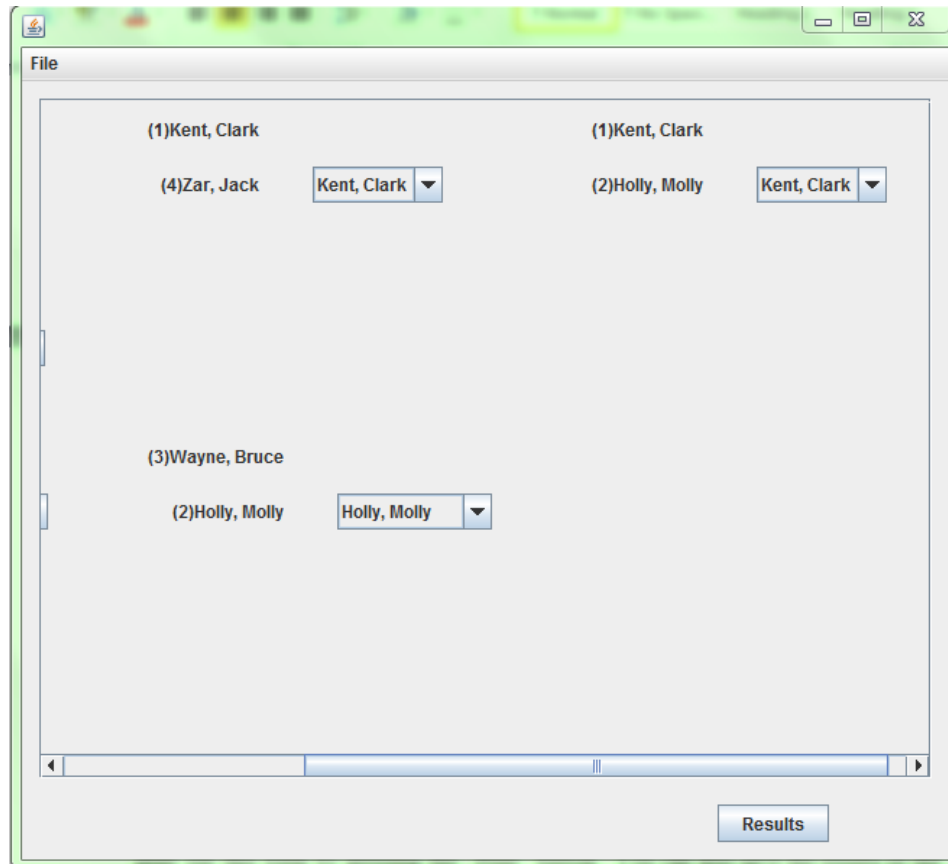 File
(1)Kent, Clark (1)Kent, Clark
(4)Zar, Jack Kent, Clark (2)Holly, Molly Kent, Clark
(3)Wayne, Bruce
(2)Holly, Molly Holly, Molly
Results